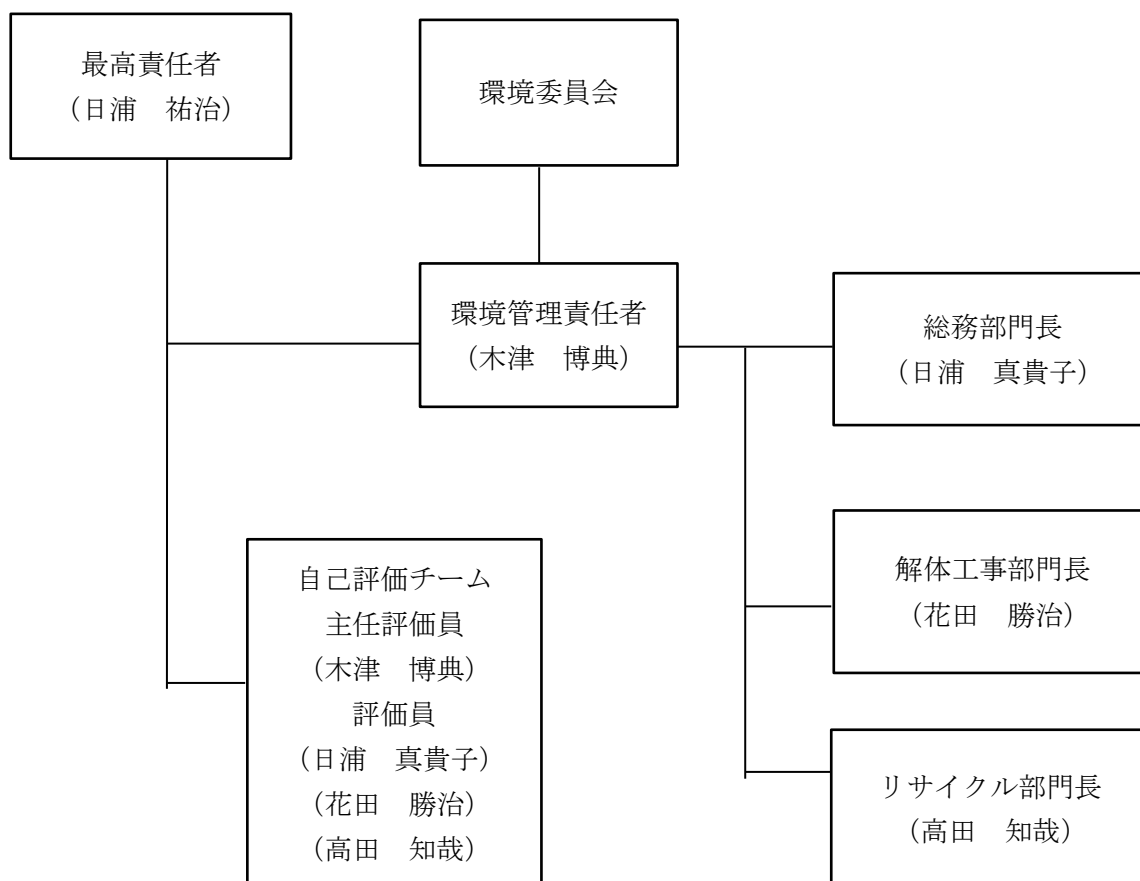 最高責任者
（日浦　祐治）
環境委員会
環境管理責任者
（木津　博典）
総務部門長
（日浦　真貴子）
解体工事部門長
（花田　勝治）
自己評価チーム
主任評価員
（木津　博典）
評価員
（日浦　真貴子）
（花田　勝治）
（高田　知哉）
リサイクル部門長
（高田　知哉）